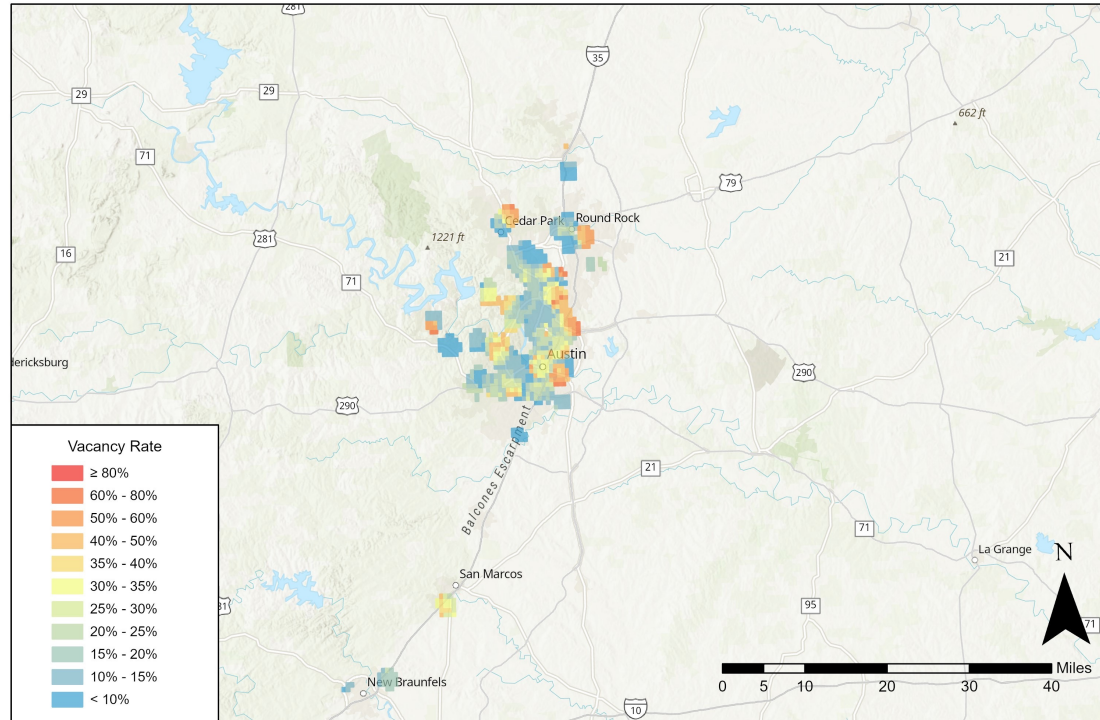 281
35
29
29
662 ft
71
79
Cedar Park
Round Rock
1221 ft
281
16
21
71
dericksburg
Austin
290
290
Balcones Escarpment
21
Vacancy Rate
≥ 80%
60% - 80%
50% - 60%
40% - 50%
35% - 40%
30% - 35%
25% - 30%
20% - 25%
15% - 20%
10% - 15%
< 10%
71
La Grange
N
San Marcos
31
95
71
New Braunfels
10
Miles
0 5 10 20 30 40